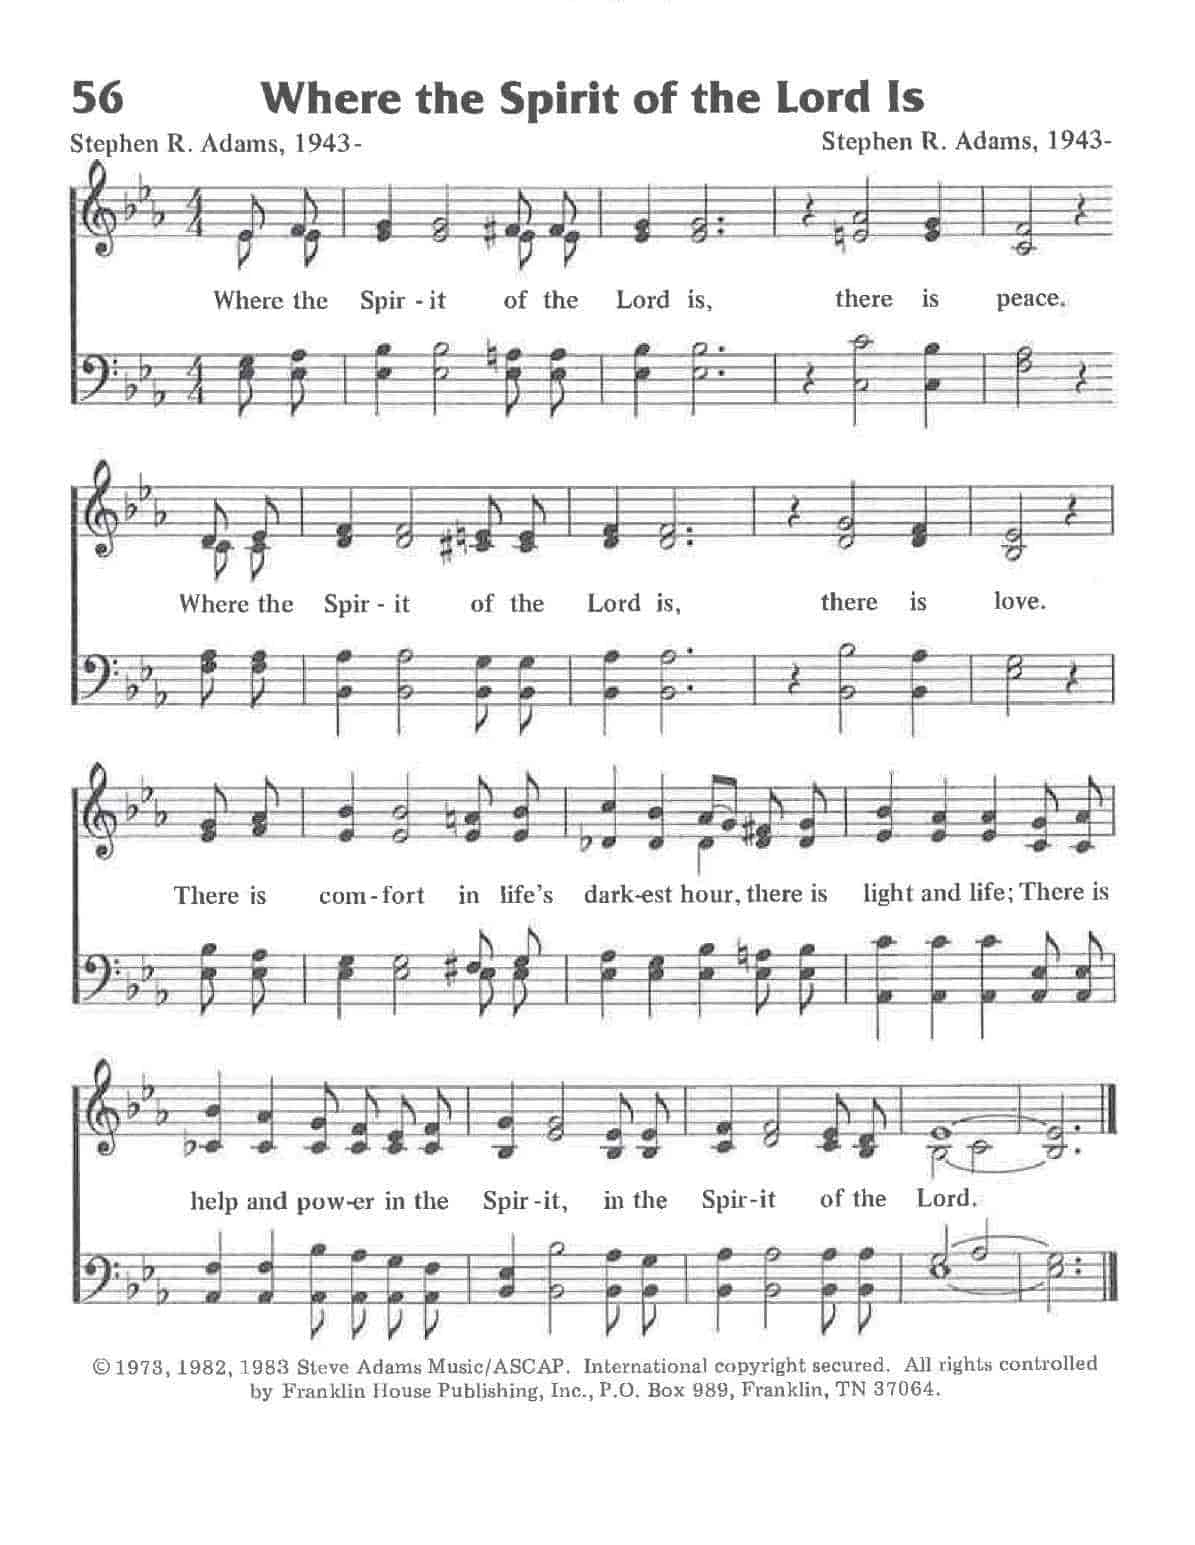 56 Where the Spirit of the Lord Is
Stephen R. Adams, 1943- Stephen R. Adams, 1943-
4
4
Where the Spir - it of the Lord is, there is peace.
4
4
Where the Spir - it of the Lord is, there is love.
There is com - fort in life's dark-est hour, there is light and life; There is
help and pow-er in the Spir-it, in the Spir-it of the Lord.
© 1973, 1982, 1983 Steve Adams Music/ASCAP. International copyright secured. All rights controlled
by Franklin House Publishing, Inc., P.O. Box 989, Franklin, TN 37064.